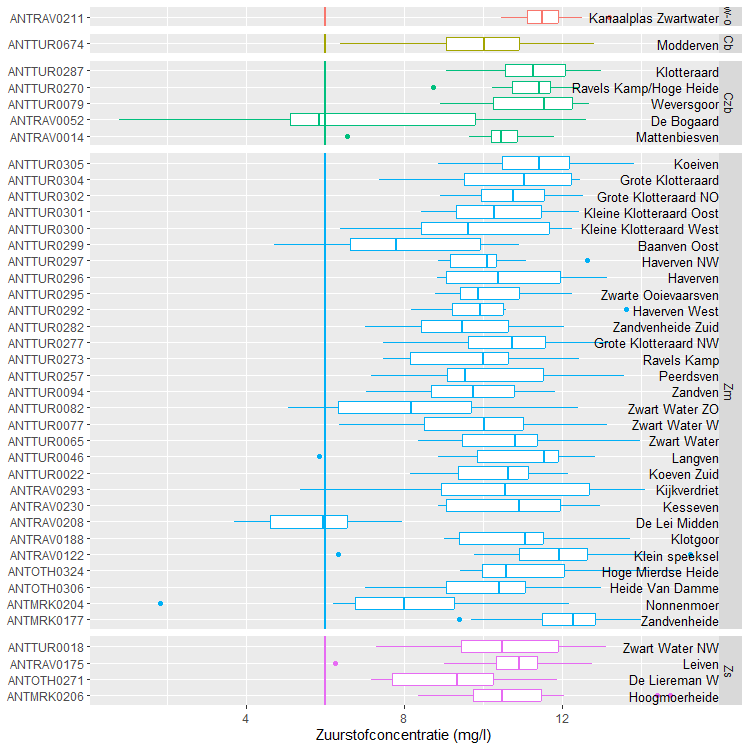 ANTRAV0211 Kanaalplas Zwartwater
ANTTUR0674 Modderven Cb
ANTTUR0287 Klotteraard
ANTTUR0270 Ravels Kamp/Hoge Heide
ANTTUR0079 Weversgoor Czb
ANTRAV0052 De Bogaard
ANTRAV0014 Mattenbiesven
ANTTUR0305 Koeiven
ANTTUR0304 Grote Klotteraard
ANTTUR0302 Grote Klotteraard NO
ANTTUR0301 Kleine Klotteraard Oost
ANTTUR0300 Kleine Klotteraard West
ANTTUR0299 Baanven Oost
ANTTUR0297 Haverven NW
ANTTUR0296 Haverven
ANTTUR0295 Zwarte Ooievaarsven
ANTTUR0292 Haverven West
ANTTUR0282 Zandvenheide Zuid
ANTTUR0277 Grote Klotteraard NW
ANTTUR0273 Ravels Kamp
ANTTUR0257 Peerdsven
ANTTUR0094 Zandven Zm
ANTTUR0082 Zwart Water ZO
ANTTUR0077 Zwart Water W
ANTTUR0065 Zwart Water
ANTTUR0046 Langven
ANTTUR0022 Koeven Zuid
ANTRAV0293 Kijkverdriet
ANTRAV0230 Kesseven
ANTRAV0208 De Lei Midden
ANTRAV0188 Klotgoor
ANTRAV0122 Klein speeksel
ANTOTH0324 Hoge Mierdse Heide
ANTOTH0306 Heide Van Damme
ANTMRK0204 Nonnenmoer
ANTMRK0177 Zandvenheide
ANTTUR0018 Zwart Water NW
ANTRAV0175 Leiven Zs
ANTOTH0271 De Liereman W
ANTMRK0206 Hoogmoerheide
4 8 12
Zuurstofconcentratie (mg/l)